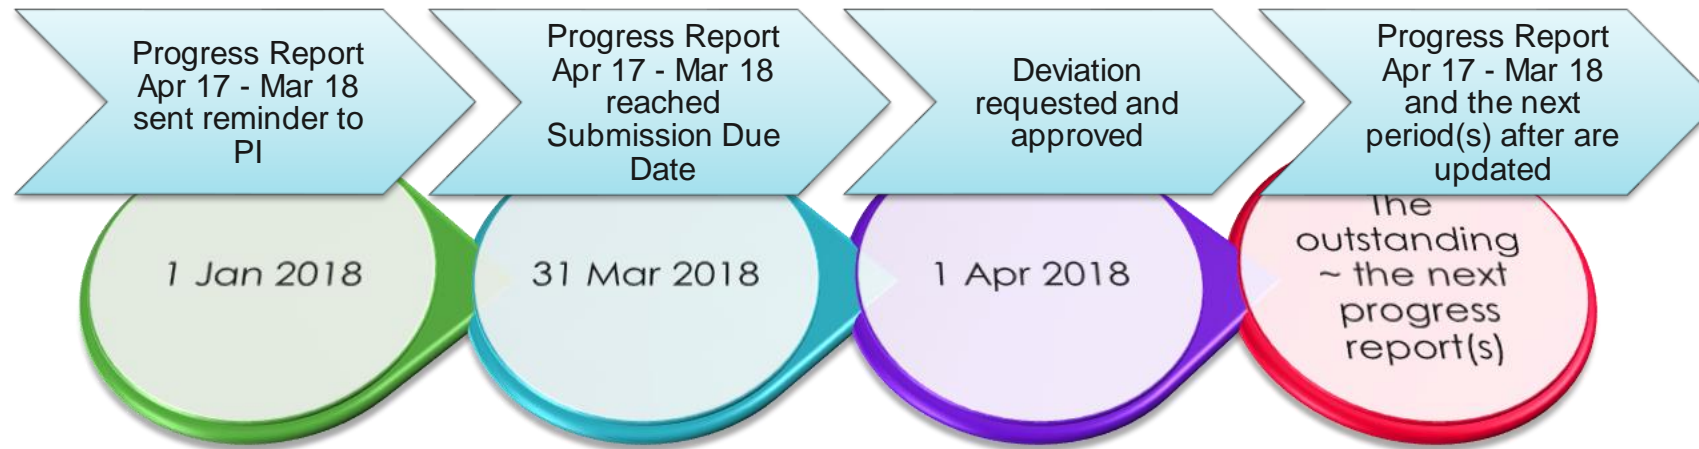 Progress Report
Apr 17 - Mar 18
sent reminder to
PI
Progress Report
Apr 17 - Mar 18
reached
Submission Due
Date
Deviation
requested and
approved
Progress Report
Apr 17 - Mar 18
and the next
period(s) after are
updated
1 Jan 2018
31 Mar 2018
1 Apr 2018
The
outstanding
~ the next
progress
report(s)